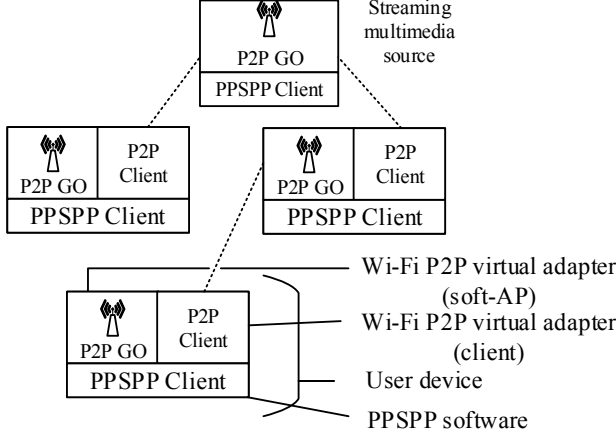 Streaming
multimedia
source
P2P GO
PPSPP Client
P2P GO
P2P
Client
PPSPP Client
P2P GO
P2P
Client
PPSPP Client
Wi-Fi P2P virtual adapter
(soft-AP)
P2P GO
P2P
Client
PPSPP Client
Wi-Fi P2P virtual adapter
(client)
User device
PPSPP software